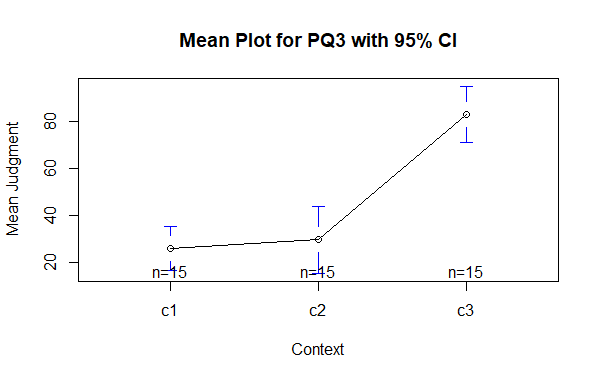 Mean Plot for PQ3 with 95% CI
Mean Judgment
80
60
40
20
n=15 n=15 n=15
c1 c2 c3
Context